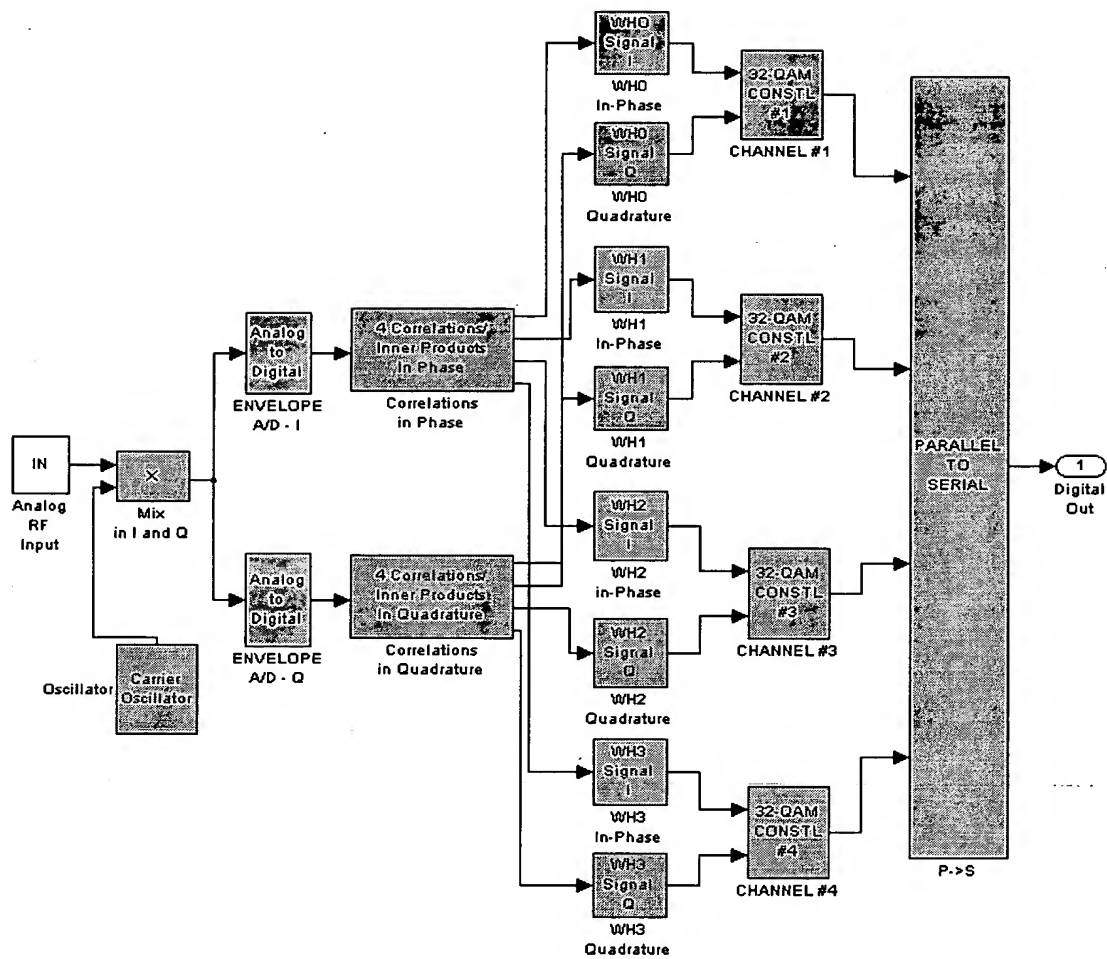 WH0
Signal
I
WH0
In-Phase
32-QAM
CONSTL
#1
CHANNEL #1
WH0
Signal
Q
WH0
Quadrature
WH1
Signal
I
WH1
In-Phase
32-QAM
CONSTL
#2
CHANNEL #2
WH1
Signal
Q
WH1
Quadrature
Analog
to
Digital
ENVELOPE
A/D - I
4 Correlations/
Inner Products
In Phase
Correlations
in Phase
IN
Analog
RF
Input
×
Mix
in I and Q
Oscillator
Carrier
Oscillator
Analog
to
Digital
ENVELOPE
A/D - Q
4 Correlations/
Inner Products
In Quadrature
Correlations
in Quadrature
WH2
Signal
I
WH2
in-Phase
32-QAM
CONSTL
#3
CHANNEL #3
WH2
Signal
Q
WH2
Quadrature
WH3
Signal
I
WH3
In-Phase
32-QAM
CONSTL
#4
CHANNEL #4
WH3
Signal
Q
WH3
Quadrature
PARALLEL
TO
SERIAL
P->S
1
Digital
Out